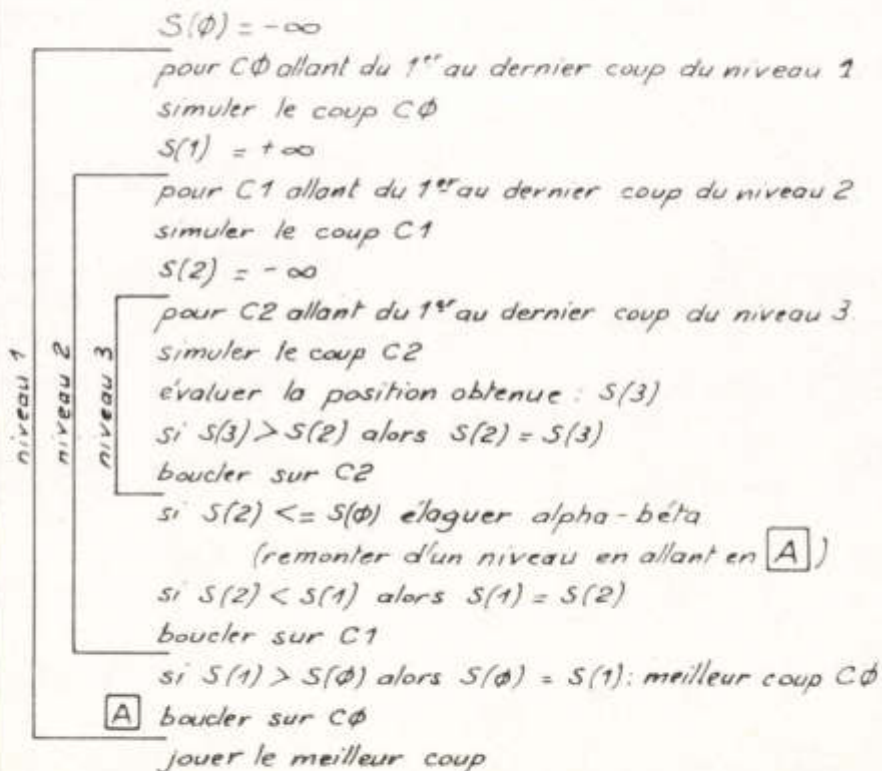 S(φ) = -∞
pour Cφ allant du 1er au dernier coup du niveau 1
simuler le coup Cφ
S(1) = +∞
pour C1 allant du 1er au dernier coup du niveau 2
simuler le coup C1
S(2) = -∞
pour C2 allant du 1er au dernier coup du niveau 3.
simuler le coup C2
évaluer la position obtenue : S(3)
si S(3) > S(2) alors S(2) = S(3)
boucler sur C2
si S(2) <= S(φ) élaguer alpha-béta
(remonter d'un niveau en allant en A)
si S(2) < S(1) alors S(1) = S(2)
boucler sur C1
si S(1) > S(φ) alors S(φ) = S(1): meilleur coup Cφ
A boucler sur Cφ
jouer le meilleur coup
niveau 1
niveau 2
niveau 3